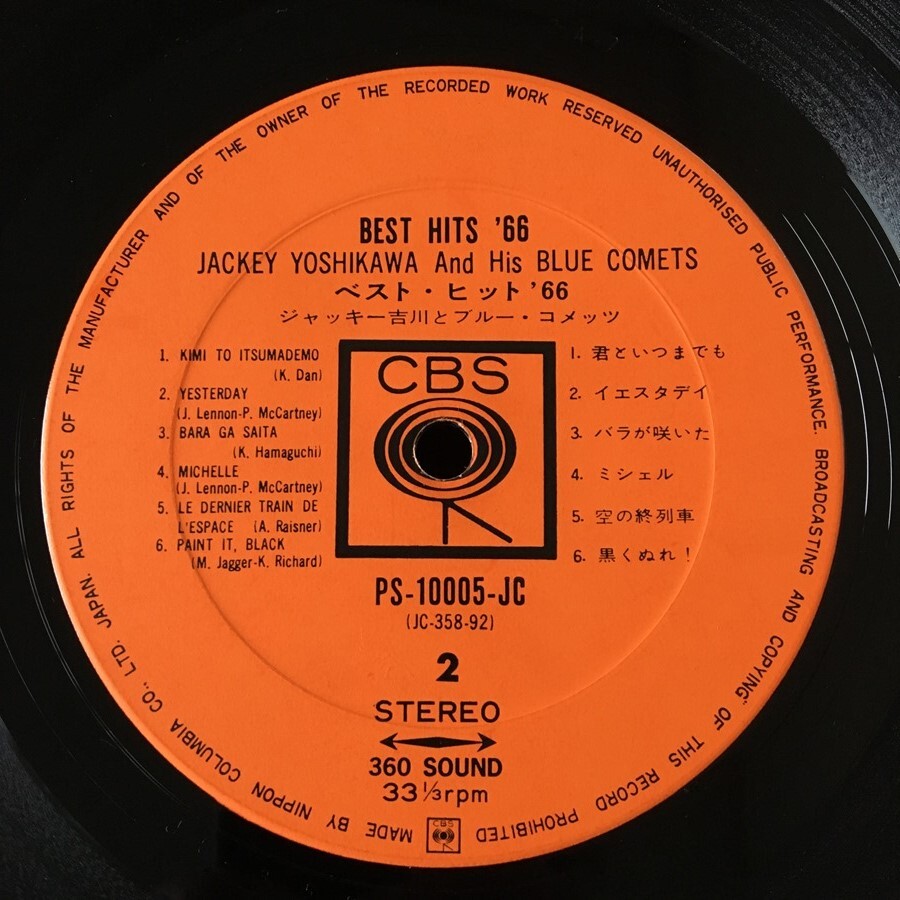 MADE BY NIPPON COLUMBIA CO., LTD. JAPAN. ALL RIGHTS OF THE MANUFACTURER AND OF THE OWNER OF THE RECORDED WORK RESERVED UNAUTHORISED PUBLIC PERFORMANCE. BROADCASTING AND COPYING OF THIS RECORD PROHIBITED
BEST HITS '66
JACKEY YOSHIKAWA And His BLUE COMETS
ベスト・ヒット '66
ジャッキー吉川とブルー・コメッツ
1. KIMI TO ITSUMADEMO
(K. Dan)
2. YESTERDAY
(J. Lennon-P. McCartney)
3. BARA GA SAITA
(K. Hamaguchi)
4. MICHELLE
(J. Lennon-P. McCartney)
5. LE DERNIER TRAIN DE
L'ESPACE (A. Raisner)
6. PAINT IT, BLACK
(M. Jagger-K. Richard)
CBS
1. 君といつまでも
2. イエスタデイ
3. バラが咲いた
4. ミシェル
5. 空の終列車
6. 黒くぬれ!
PS-10005-JC
(JC-358-92)
2
STEREO
360 SOUND
33⅓rpm
CBS